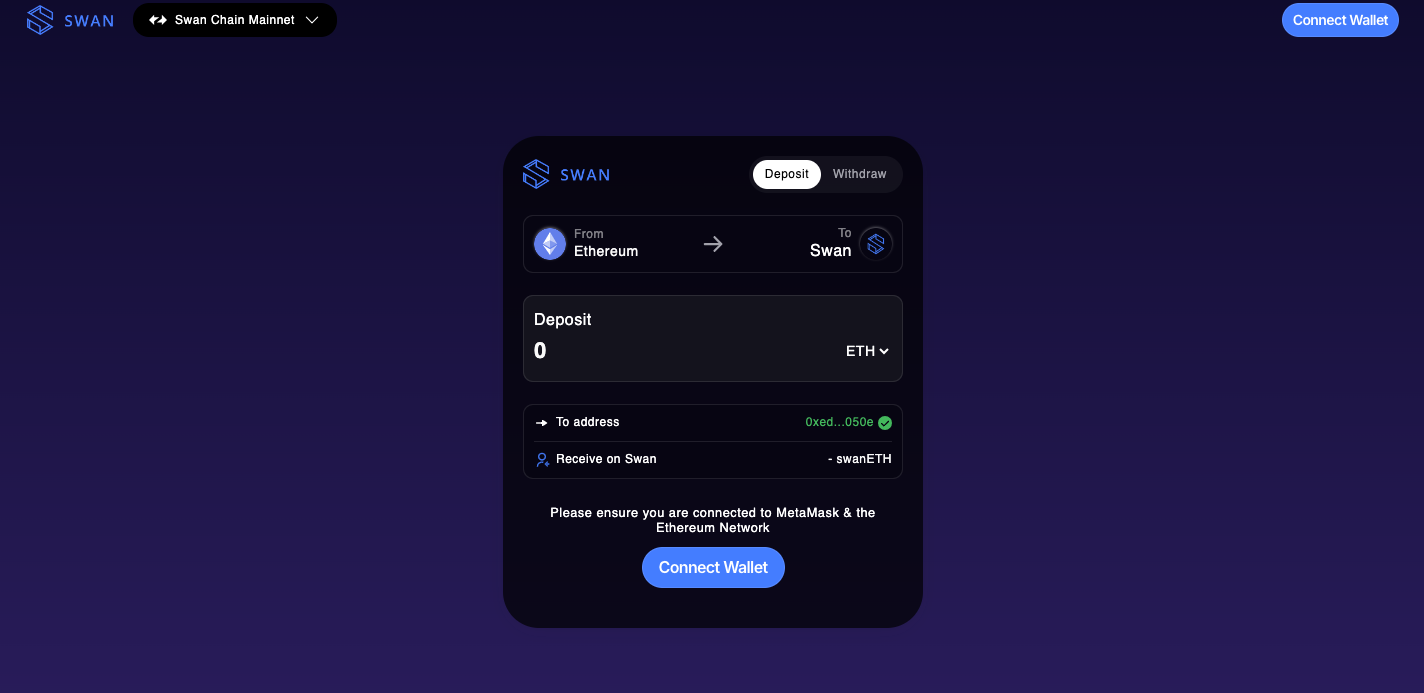 SWAN
Swan Chain Mainnet
Connect Wallet
SWAN
Deposit
Withdraw
From
Ethereum
To
Swan
Deposit
0
ETH
To address
0xed...050e
Receive on Swan
- swanETH
Please ensure you are connected to MetaMask & the
Ethereum Network
Connect Wallet